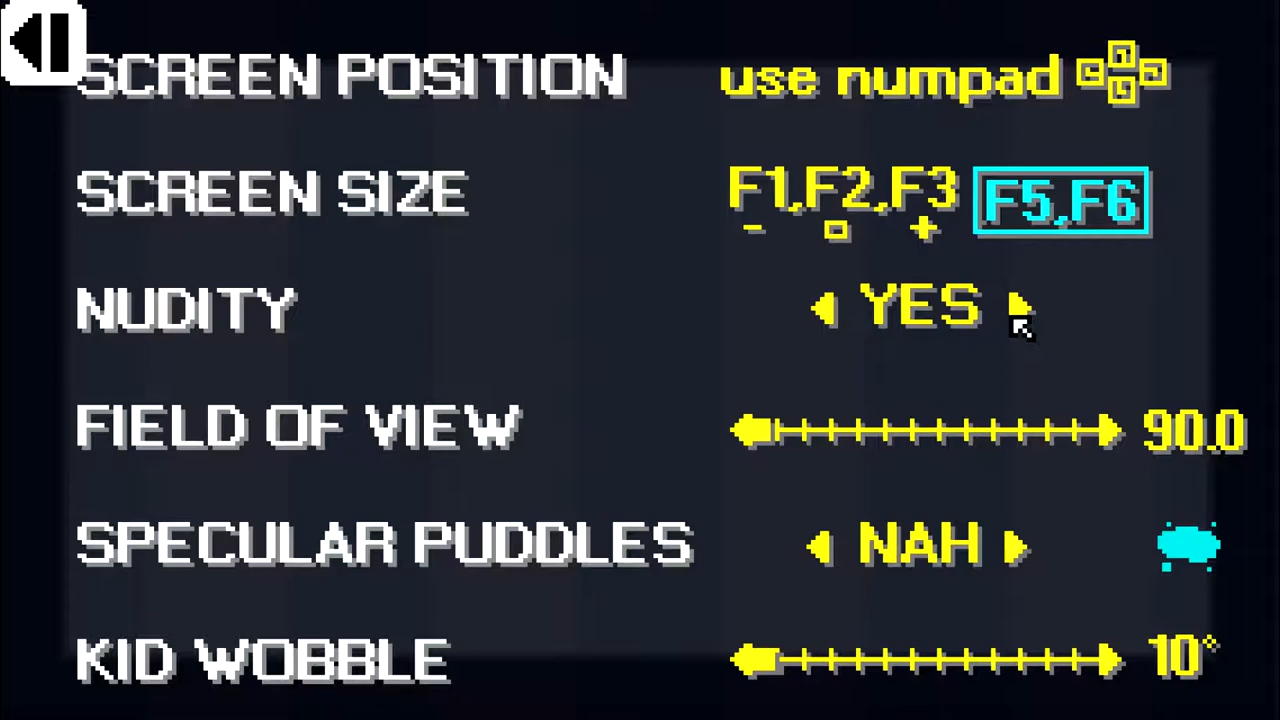 SCREEN POSITION use numpad
SCREEN SIZE F1,F2,F3 F5,F6
- +
NUDITY YES
FIELD OF VIEW 90.0
SPECULAR PUDDLES NAH
KID WOBBLE 10°